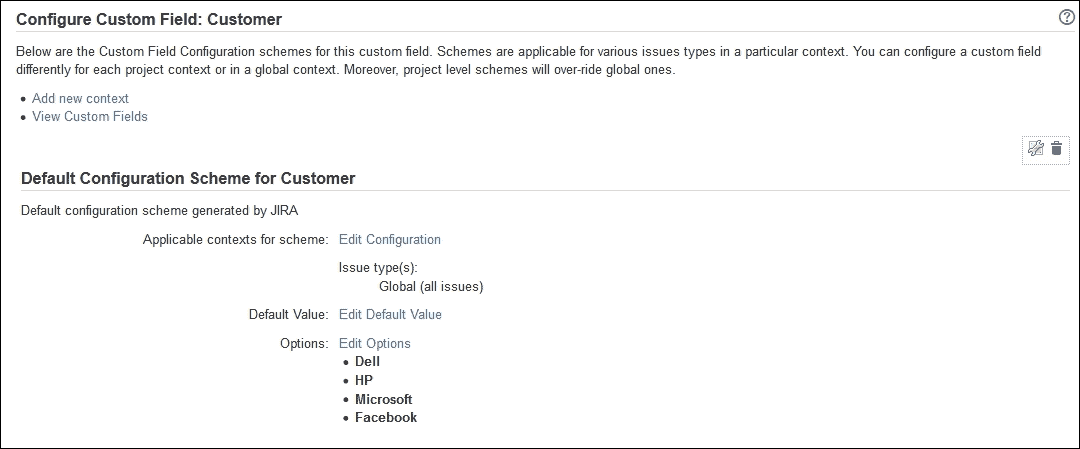 Configure Custom Field: Customer
Below are the Custom Field Configuration schemes for this custom field. Schemes are applicable for various issues types in a particular context. You can configure a custom field
differently for each project context or in a global context. Moreover, project level schemes will over-ride global ones.
• Add new context
• View Custom Fields
Default Configuration Scheme for Customer
Default configuration scheme generated by JIRA
Applicable contexts for scheme: Edit Configuration
Issue type(s):
Global (all issues)
Default Value: Edit Default Value
Options: Edit Options
• Dell
• HP
• Microsoft
• Facebook